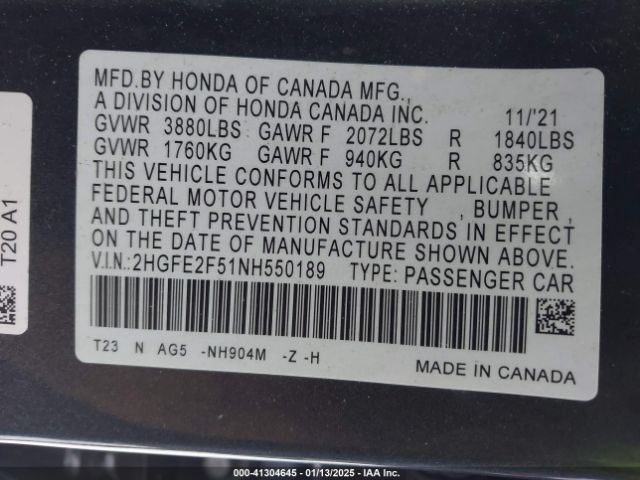 MFD.BY HONDA OF CANADA MFG.,
A DIVISION OF HONDA CANADA INC. 11/'21
GVWR 3880LBS GAWR F 2072LBS R 1840LBS
GVWR 1760KG GAWR F 940KG R 835KG
THIS VEHICLE CONFORMS TO ALL APPLICABLE
FEDERAL MOTOR VEHICLE SAFETY , BUMPER ,
AND THEFT PREVENTION STANDARDS IN EFFECT
ON THE DATE OF MANUFACTURE SHOWN ABOVE.
V.I.N.:2HGFE2F51NH550189 TYPE: PASSENGER CAR
T23 N AG5 -NH904M -Z -H
MADE IN CANADA
T20 A1
000-41304645 - 01/13/2025 - IAA Inc.